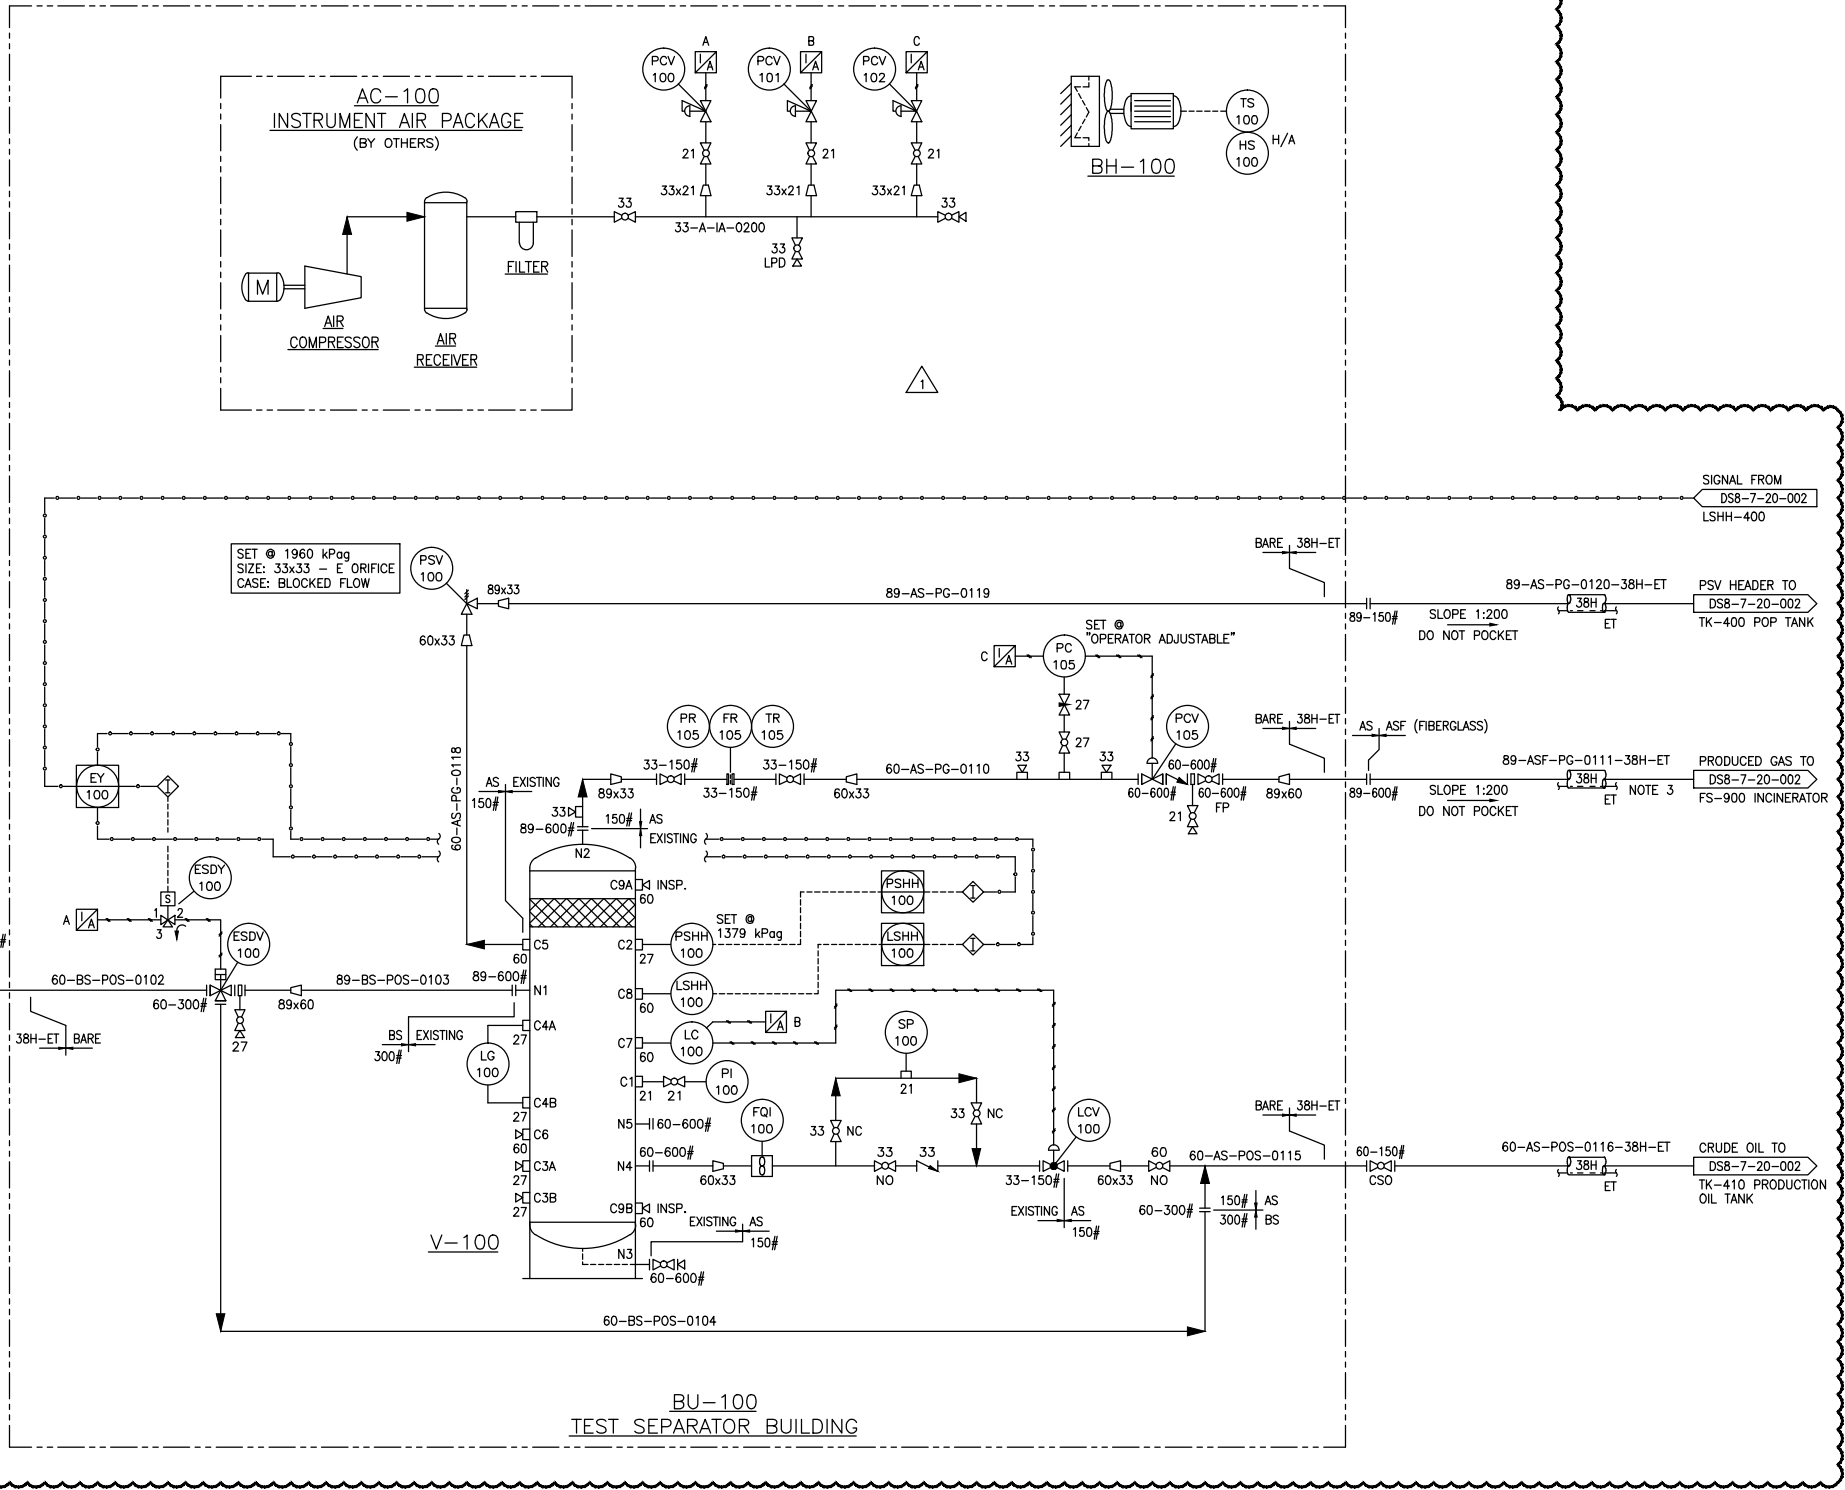 AC-100
INSTRUMENT AIR PACKAGE
(BY OTHERS)
M
AIR
COMPRESSOR
AIR
RECEIVER
FILTER
A
B
C
PCV
100
I
A
PCV
101
I
A
PCV
102
I
A
21
21
21
33x21
33x21
33x21
33
33
33-A-IA-0200
33
LPD
TS
100
HS
100
H/A
BH-100
1
SIGNAL FROM
DS8-7-20-002
LSHH-400
SET @ 1960 kPag
SIZE: 33x33 - E ORIFICE
CASE: BLOCKED FLOW
PSV
100
89x33
60x33
89-AS-PG-0119
BARE
38H-ET
89-150#
SLOPE 1:200
DO NOT POCKET
89-AS-PG-0120-38H-ET
38H
ET
PSV HEADER TO
DS8-7-20-002
TK-400 POP TANK
SET @
"OPERATOR ADJUSTABLE"
C
I
A
PC
105
27
27
PR
105
FR
105
TR
105
33-150#
33-150#
33-150#
89x33
60x33
60-AS-PG-0110
33
33
PCV
105
60-600#
60-600#
60-600#
FP
21
89x60
BARE
38H-ET
AS
ASF (FIBERGLASS)
89-600#
SLOPE 1:200
DO NOT POCKET
89-ASF-PG-0111-38H-ET
38H
ET
NOTE 3
PRODUCED GAS TO
DS8-7-20-002
FS-900 INCINERATOR
60-AS-PG-0118
AS
EXISTING
150#
33
89-600#
150#
AS
EXISTING
EY
100
I
ESDY
100
S
A
I
A
1
2
3
ESDV
100
#
60-BS-POS-0102
60-300#
27
89x60
89-BS-POS-0103
89-600#
38H-ET
BARE
BS
EXISTING
300#
LG
100
N2
C9A
INSP.
60
C5
60
C2
27
N1
C8
60
C4A
27
C7
60
C1
21
21
C4B
27
N5
60-600#
C6
60
C3A
27
N4
60-600#
C3B
27
C9B
INSP.
60
N3
60-600#
V-100
EXISTING
AS
150#
PSHH
100
SET @
1379 kPag
LSHH
100
LC
100
I
A
B
PI
100
PSHH
100
I
LSHH
100
I
SP
100
21
FQI
100
60x33
33
NC
33
NC
33
NO
33
LCV
100
33-150#
60x33
60
NO
EXISTING
AS
150#
60-AS-POS-0115
BARE
38H-ET
60-150#
CSO
60-300#
150#
AS
300#
BS
60-AS-POS-0116-38H-ET
38H
ET
CRUDE OIL TO
DS8-7-20-002
TK-410 PRODUCTION
OIL TANK
60-BS-POS-0104
BU-100
TEST SEPARATOR BUILDING